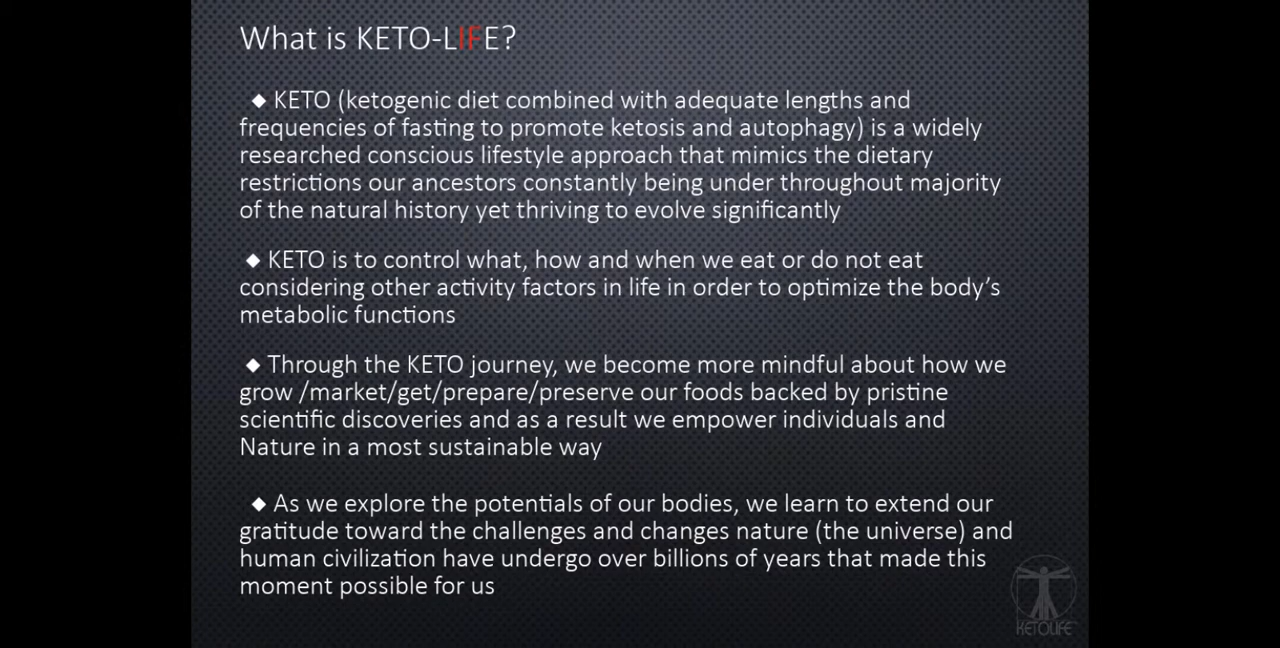 What is KETO-LIFE?
◆ KETO (ketogenic diet combined with adequate lengths and
frequencies of fasting to promote ketosis and autophagy) is a widely
researched conscious lifestyle approach that mimics the dietary
restrictions our ancestors constantly being under throughout majority
of the natural history yet thriving to evolve significantly
◆ KETO is to control what, how and when we eat or do not eat
considering other activity factors in life in order to optimize the body’s
metabolic functions
◆ Through the KETO journey, we become more mindful about how we
grow /market/get/prepare/preserve our foods backed by pristine
scientific discoveries and as a result we empower individuals and
Nature in a most sustainable way
◆ As we explore the potentials of our bodies, we learn to extend our
gratitude toward the challenges and changes nature (the universe) and
human civilization have undergo over billions of years that made this
moment possible for us
KETOLIFE